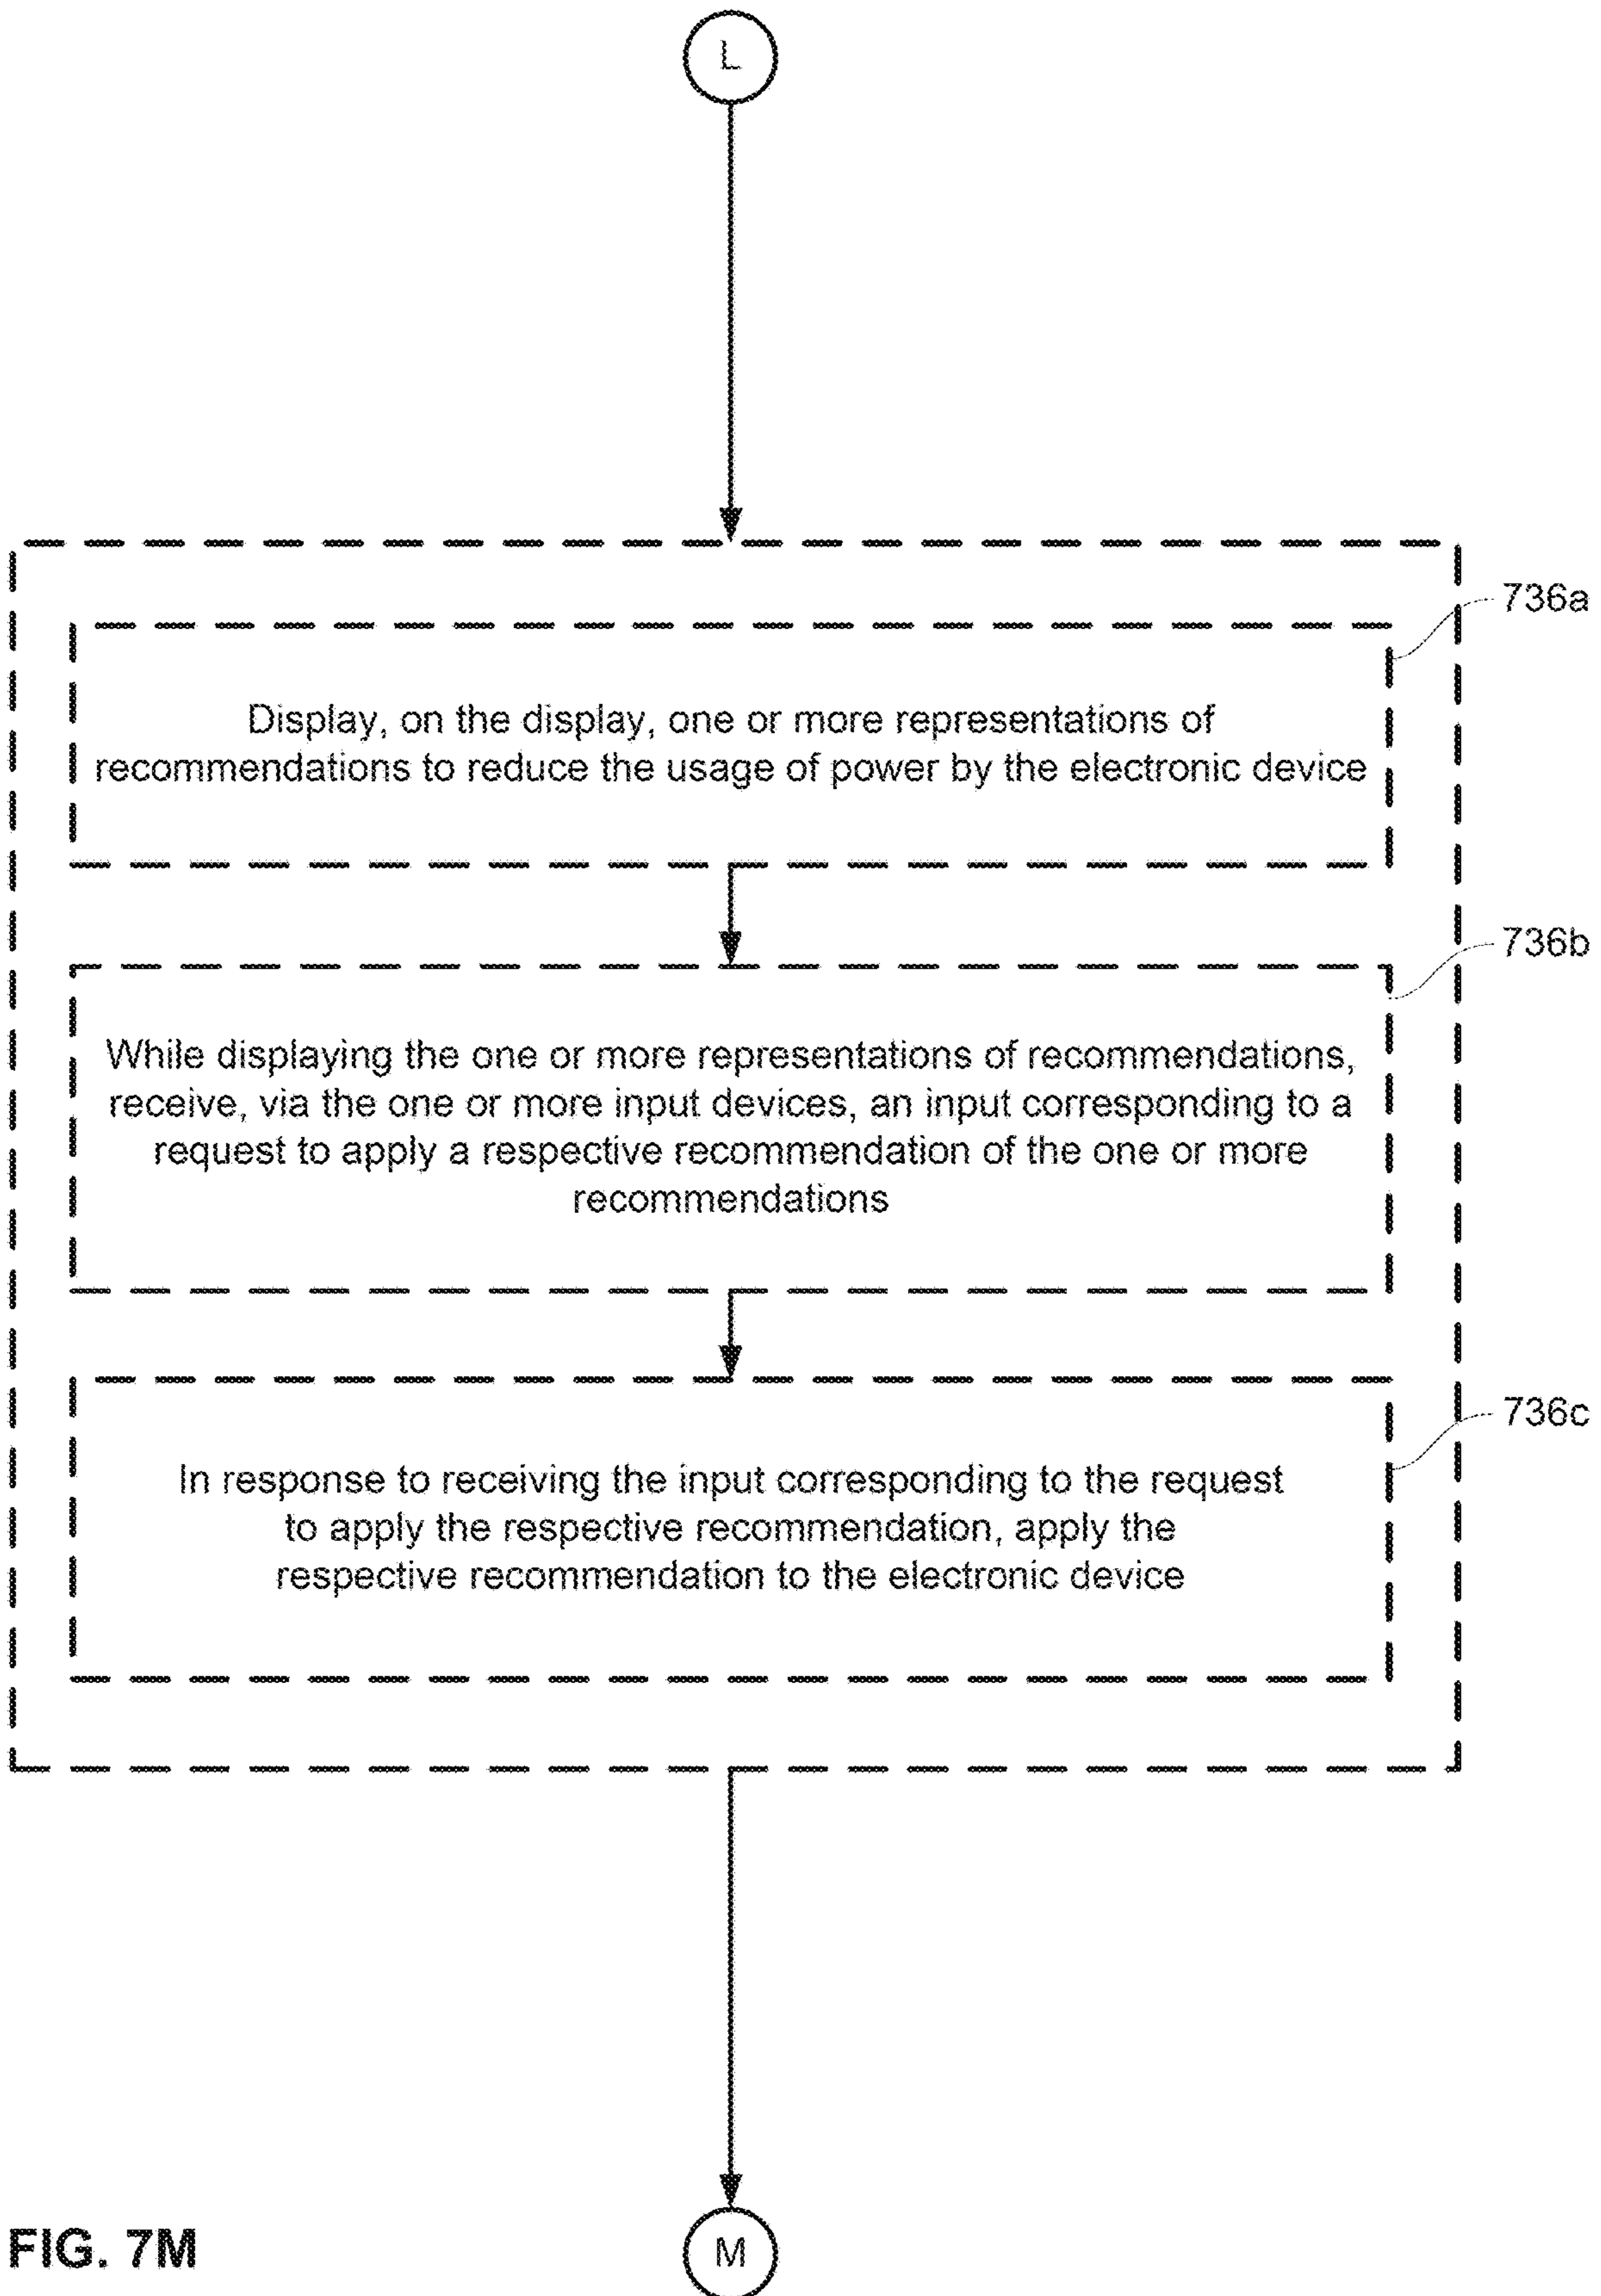 L
736a
Display, on the display, one or more representations of
recommendations to reduce the usage of power by the electronic device
736b
While displaying the one or more representations of recommendations,
receive, via the one or more input devices, an input corresponding to a
request to apply a respective recommendation of the one or more
recommendations
736c
In response to receiving the input corresponding to the request
to apply the respective recommendation, apply the
respective recommendation to the electronic device
FIG. 7M
M